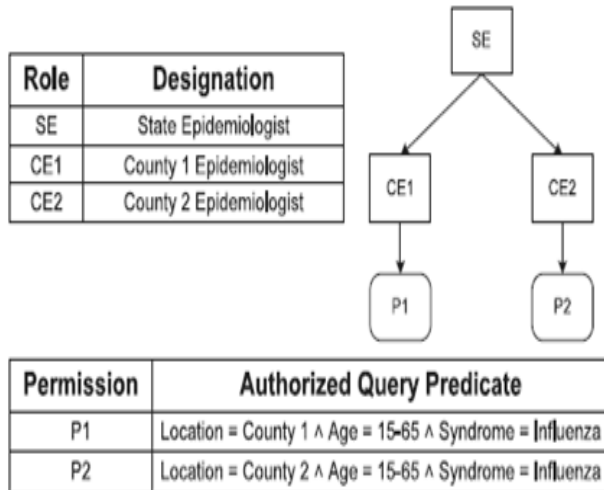 SE
Role Designation
SE State Epidemiologist
CE1 County 1 Epidemiologist
CE2 County 2 Epidemiologist
CE1 CE2
P1 P2
Permission Authorized Query Predicate
P1 Location = County 1 ∧ Age = 15-65 ∧ Syndrome = Influenza
P2 Location = County 2 ∧ Age = 15-65 ∧ Syndrome = Influenza